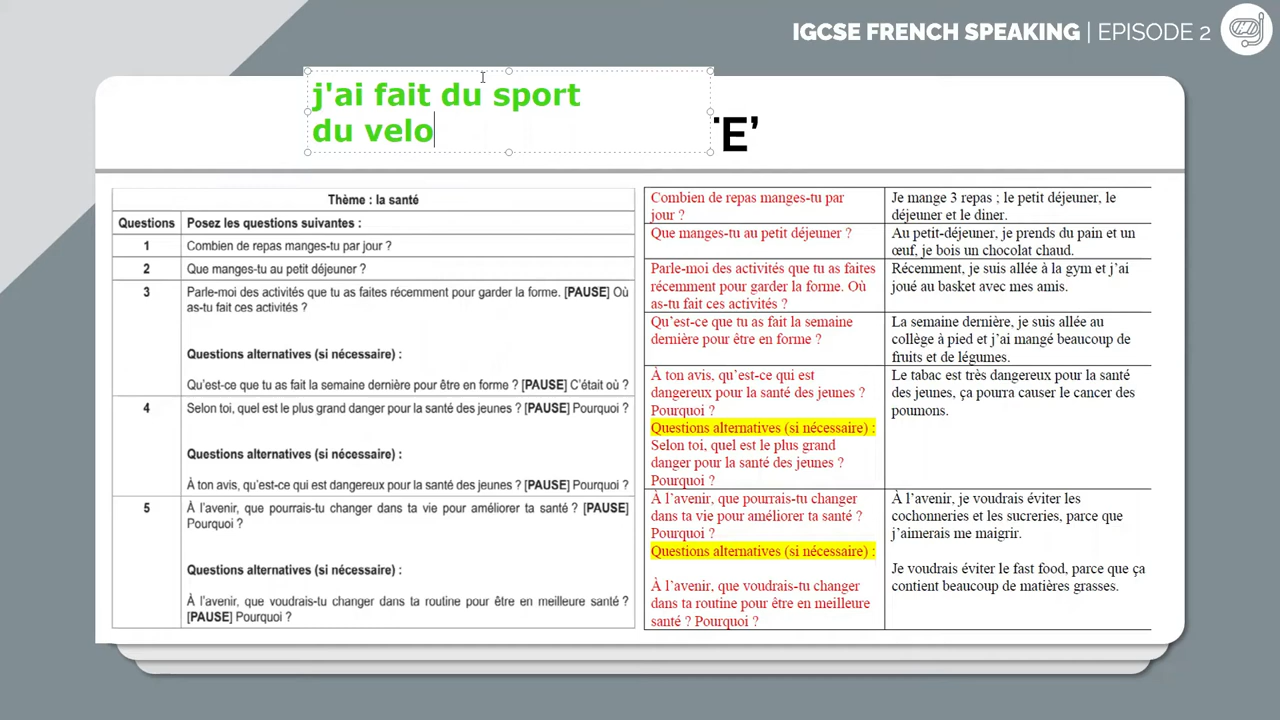 IGCSE FRENCH SPEAKING | EPISODE 2
j'ai fait du sport
du velo
E’
Thème : la santé
Questions
Posez les questions suivantes :
1
Combien de repas manges-tu par jour ?
2
Que manges-tu au petit déjeuner ?
3
Parle-moi des activités que tu as faites récemment pour garder la forme. [PAUSE] Où
as-tu fait ces activités ?
Questions alternatives (si nécessaire) :
Qu'est-ce que tu as fait la semaine dernière pour être en forme ? [PAUSE] C'était où ?
4
Selon toi, quel est le plus grand danger pour la santé des jeunes ? [PAUSE] Pourquoi ?
Questions alternatives (si nécessaire) :
À ton avis, qu'est-ce qui est dangereux pour la santé des jeunes ? [PAUSE] Pourquoi ?
5
À l'avenir, que pourrais-tu changer dans ta vie pour améliorer ta santé ? [PAUSE]
Pourquoi ?
Questions alternatives (si nécessaire) :
À l'avenir, que voudrais-tu changer dans ta routine pour être en meilleure santé ?
[PAUSE] Pourquoi ?
Combien de repas manges-tu par
jour ?
Je mange 3 repas ; le petit déjeuner, le
déjeuner et le diner.
Que manges-tu au petit déjeuner ?
Au petit-déjeuner, je prends du pain et un
œuf, je bois un chocolat chaud.
Parle-moi des activités que tu as faites
récemment pour garder la forme. Où
as-tu fait ces activités ?
Récemment, je suis allée à la gym et j’ai
joué au basket avec mes amis.
Qu’est-ce que tu as fait la semaine
dernière pour être en forme ?
La semaine dernière, je suis allée au
collège à pied et j’ai mangé beaucoup de
fruits et de légumes.
À ton avis, qu’est-ce qui est
dangereux pour la santé des jeunes ?
Pourquoi ?
Questions alternatives (si nécessaire) :
Selon toi, quel est le plus grand
danger pour la santé des jeunes ?
Pourquoi ?
Le tabac est très dangereux pour la santé
des jeunes, ça pourra causer le cancer des
poumons.
À l’avenir, que pourrais-tu changer
dans ta vie pour améliorer ta santé ?
Pourquoi ?
Questions alternatives (si nécessaire) :
À l’avenir, que voudrais-tu changer
dans ta routine pour être en meilleure
santé ? Pourquoi ?
À l’avenir, je voudrais éviter les
cochonneries et les sucreries, parce que
j’aimerais me maigrir.
Je voudrais éviter le fast food, parce que ça
contient beaucoup de matières grasses.